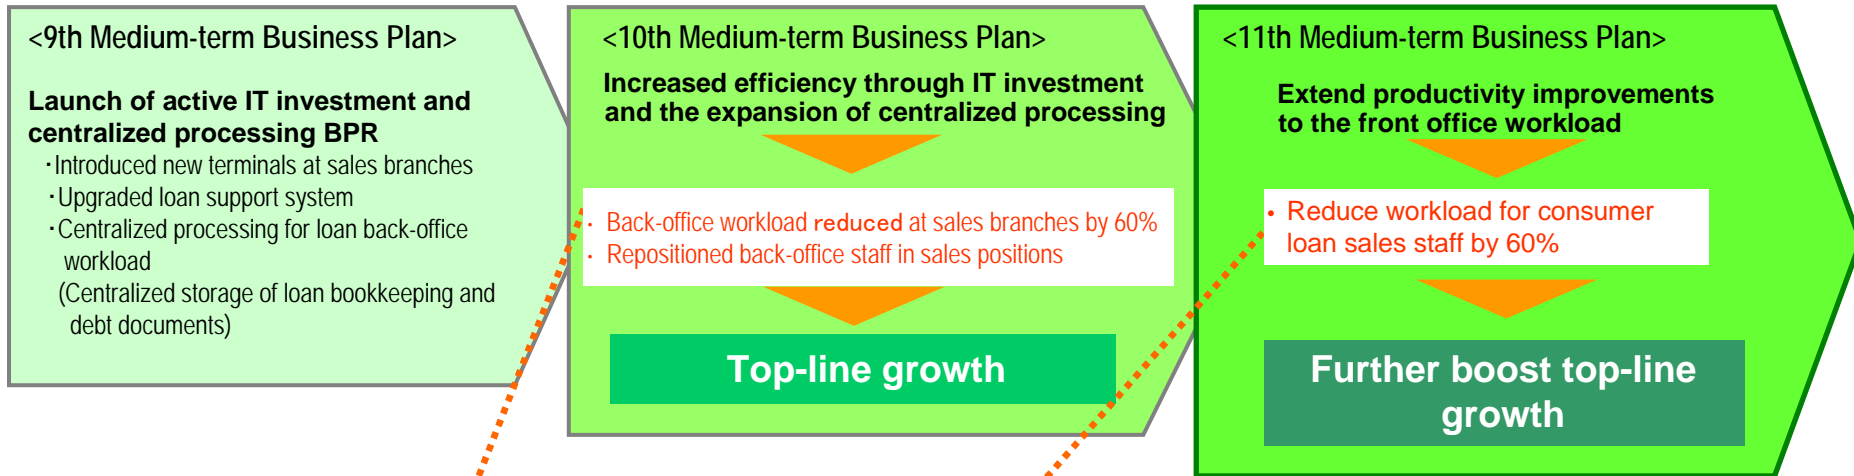 <9th Medium-term Business Plan>
Launch of active IT investment and
centralized processing BPR
・Introduced new terminals at sales branches
・Upgraded loan support system
・Centralized processing for loan back-office
workload
(Centralized storage of loan bookkeeping and
debt documents)
<10th Medium-term Business Plan>
Increased efficiency through IT investment
and the expansion of centralized processing
・ Back-office workload reduced at sales branches by 60%
・ Repositioned back-office staff in sales positions
Top-line growth
<11th Medium-term Business Plan>
Extend productivity improvements
to the front office workload
• Reduce workload for consumer
loan sales staff by 60%
Further boost top-line
growth